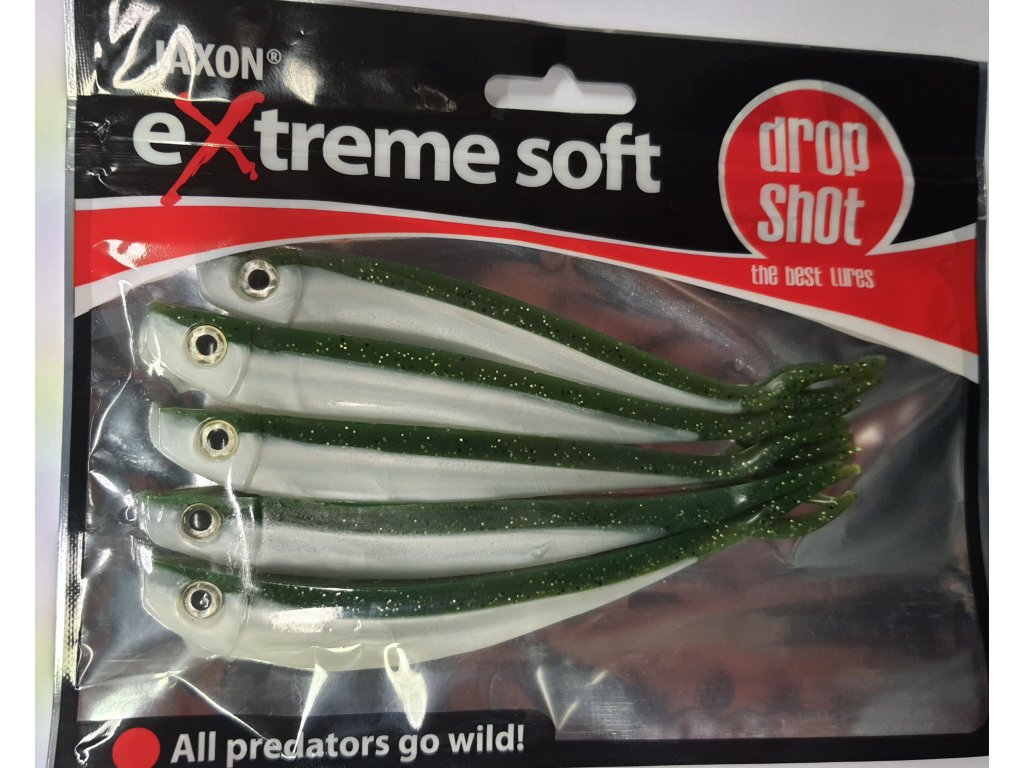 JAXON®
eXtreme soft
drop
shot
the best lures
All predators go wild!